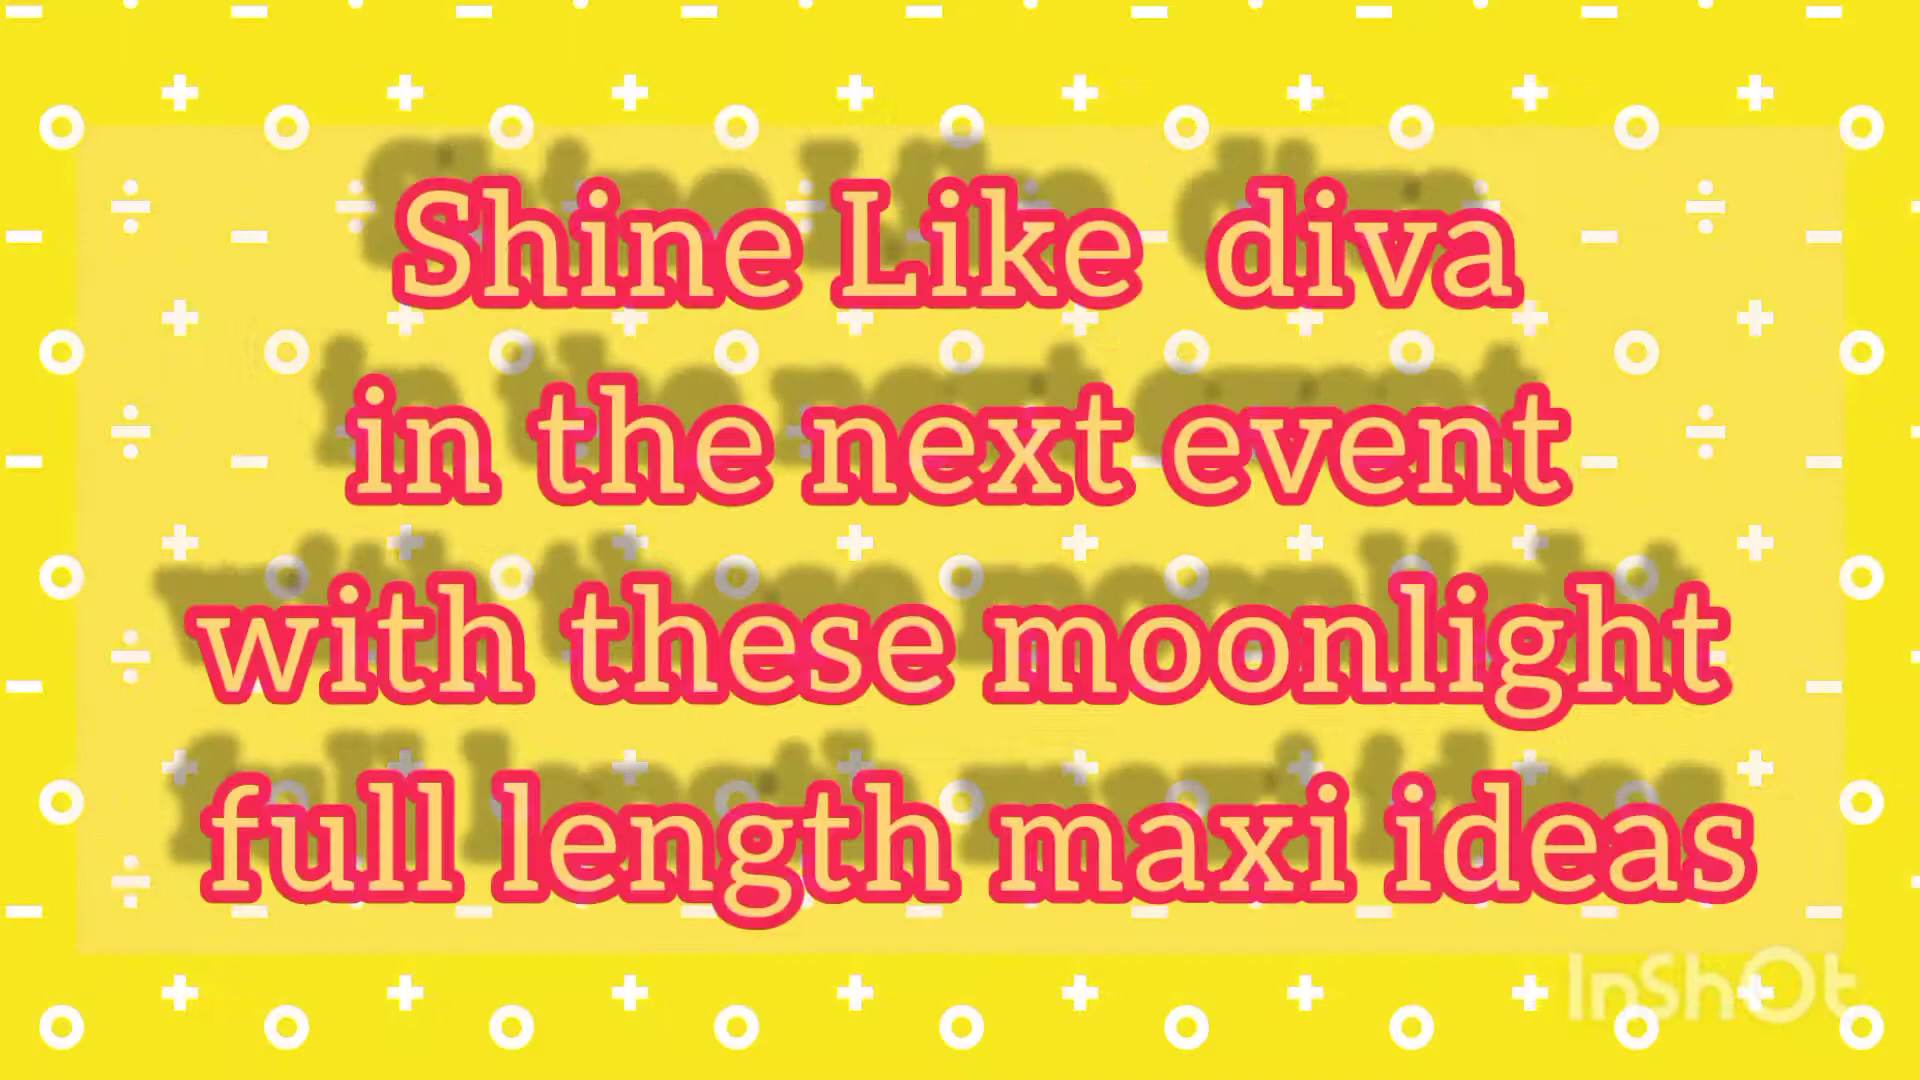 Shine Like  diva
in the next event
with these moonlight
full length maxi ideas
InShOt